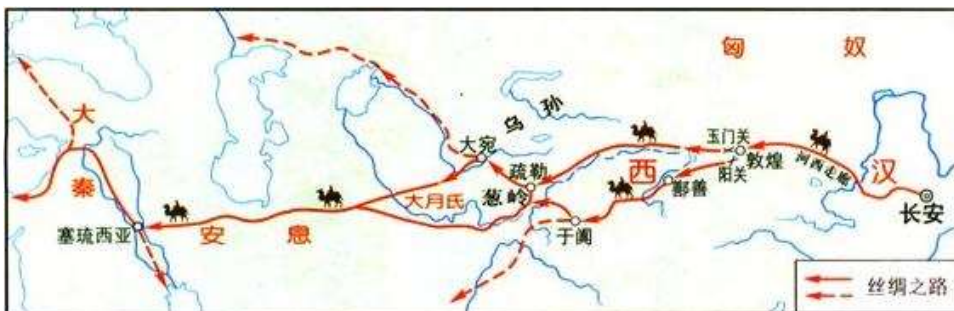 匈奴
乌孙
大
秦
大宛
玉门关
敦煌
河西走廊
疏勒
西
阳关
汉
葱岭
大月氏
鄯善
长安
塞琉西亚
安息
于阗
丝绸之路